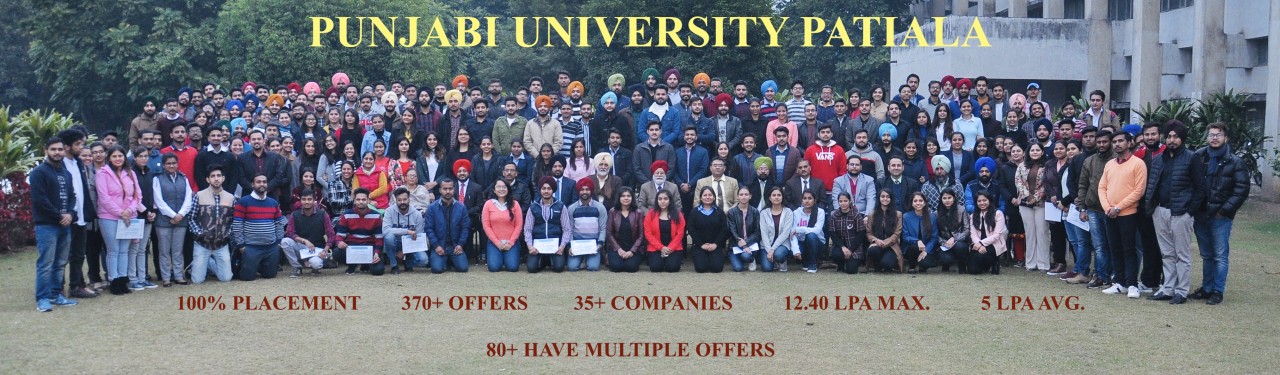 PUNJABI UNIVERSITY PATIALA
VANS
100% PLACEMENT 370+ OFFERS 35+ COMPANIES 12.40 LPA MAX. 5 LPA AVG.
80+ HAVE MULTIPLE OFFERS